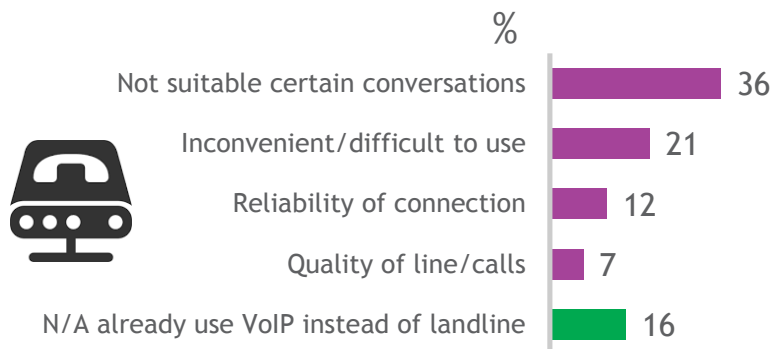 %
Not suitable certain conversations 36
Inconvenient/difficult to use 21
Reliability of connection 12
Quality of line/calls 7
N/A already use VoIP instead of landline 16